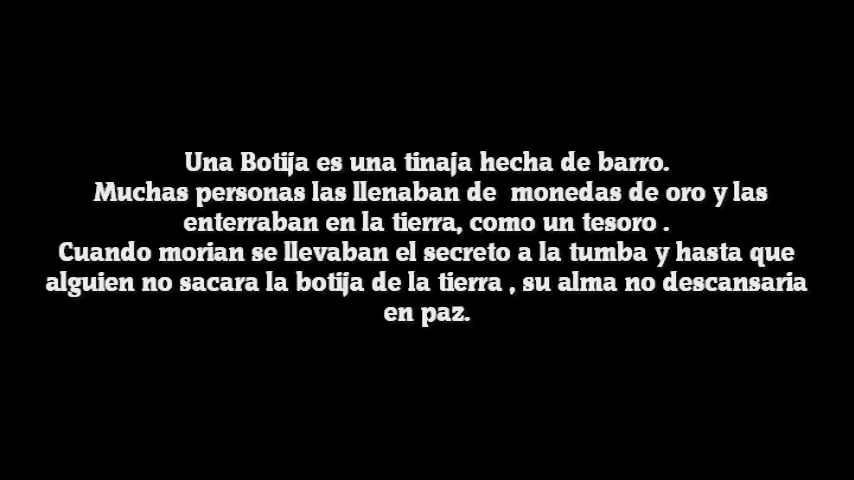 Una Botija es una tinaja hecha de barro.
Muchas personas las llenaban de monedas de oro y las
enterraban en la tierra, como un tesoro .
Cuando morian se llevaban el secreto a la tumba y hasta que
alguien no sacara la botija de la tierra , su alma no descansaria
en paz.